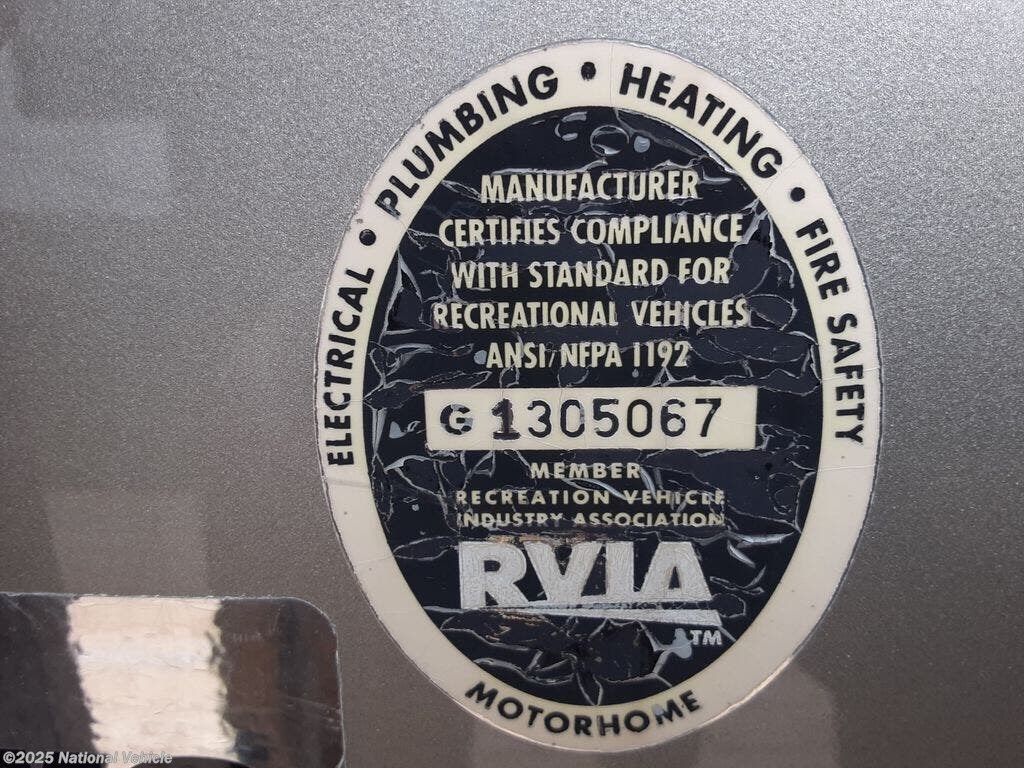 ELECTRICAL • PLUMBING • HEATING • FIRE SAFETY
MANUFACTURER
CERTIFIES COMPLIANCE
WITH STANDARD FOR
RECREATIONAL VEHICLES
ANSI/NFPA 1192
G 1305067
MEMBER
RECREATION VEHICLE
INDUSTRY ASSOCIATION
RVIA
TM
MOTORHOME
©2025 National Vehicle